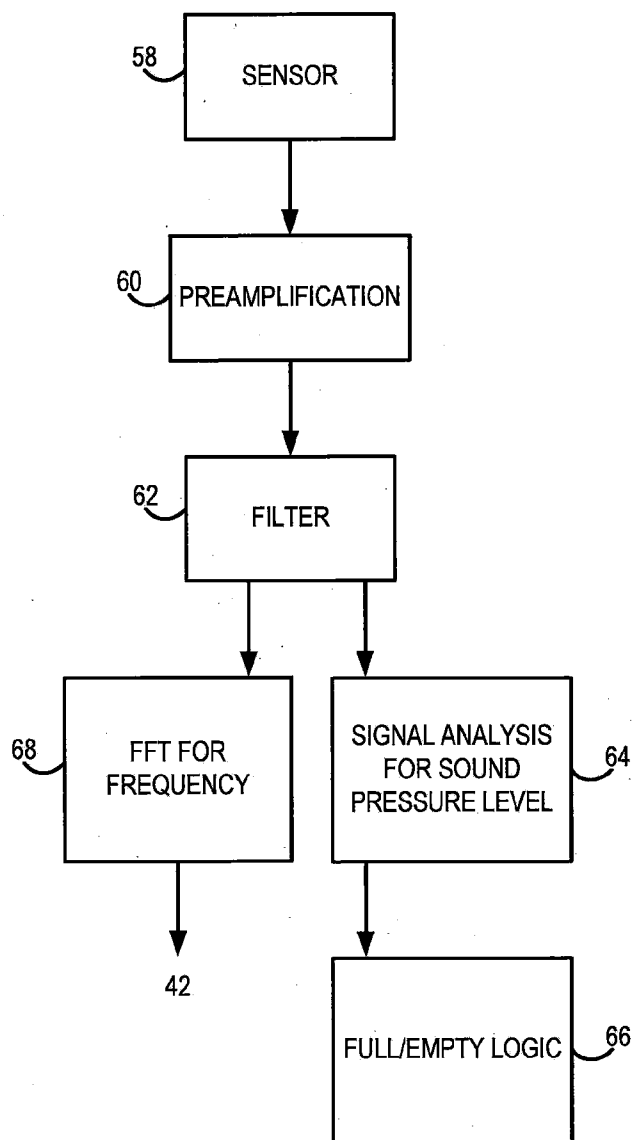 58
SENSOR
60
PREAMPLIFICATION
62
FILTER
68
FFT FOR
FREQUENCY
SIGNAL ANALYSIS
FOR SOUND
PRESSURE LEVEL
64
42
FULL/EMPTY LOGIC
66